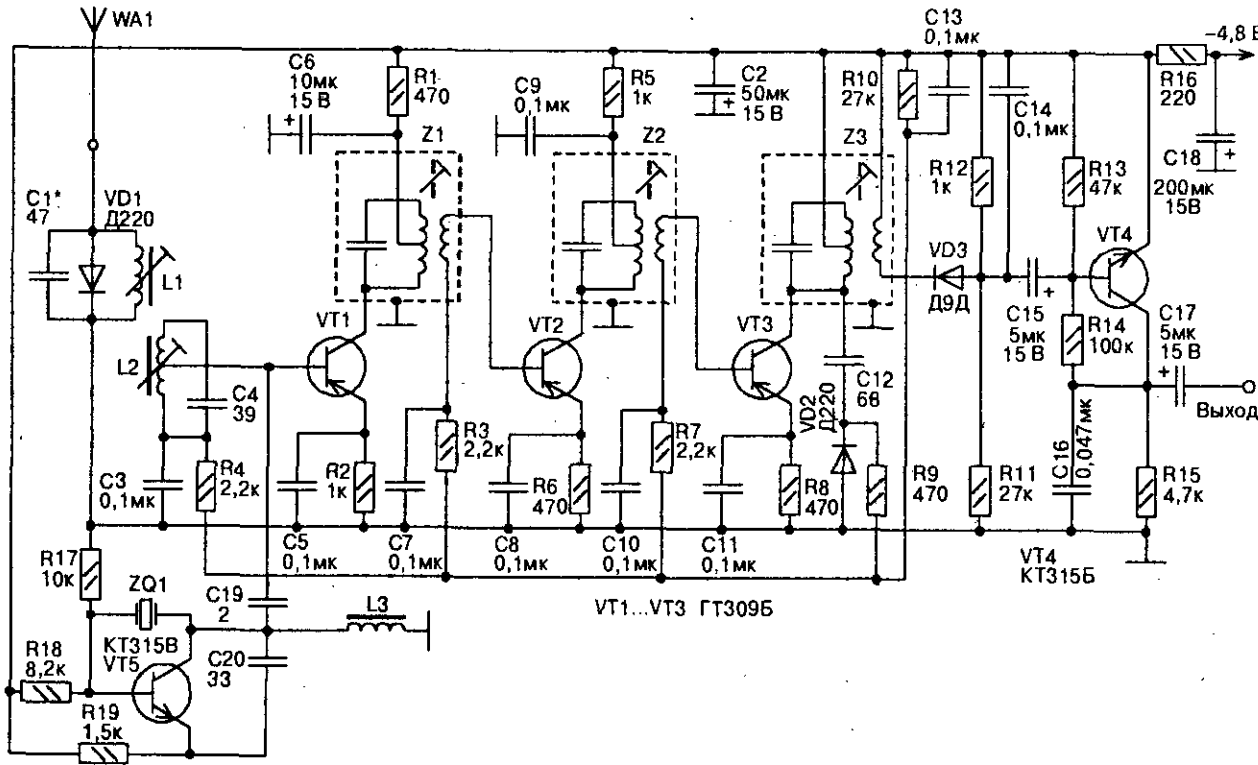 WA1
C1*
47
VD1
Д220
L1
L2
C4
39
C3
0,1мк
R4
2,2к
C6
10мк
15 В
+
R1
470
Z1
VT1
R2
1к
C5
0,1мк
C7
0,1мк
R3
2,2к
C9
0,1мк
R5
1к
Z2
VT2
R6
470
C8
0,1мк
C10
0,1мк
R7
2,2к
C2
50мк
15 В
+
Z3
VT3
C12
68
VD2
Д220
R8
470
C11
0,1мк
R9
470
R10
27к
C13
0,1мк
C14
0,1мк
R12
1к
VD3
Д9Д
R11
27к
C15
5мк
15 В
+
R13
47к
R14
100к
VT4
C16
0,047мк
R15
4,7к
C17
5мк
15 В
+
Выход
R16
220
–4,8 В
C18
200мк
15В
+
VT4
КТ315Б
VT1...VT3 ГТ309Б
R17
10к
ZQ1
C19
2
L3
КТ315В
VT5
C20
33
R18
8,2к
R19
1,5к